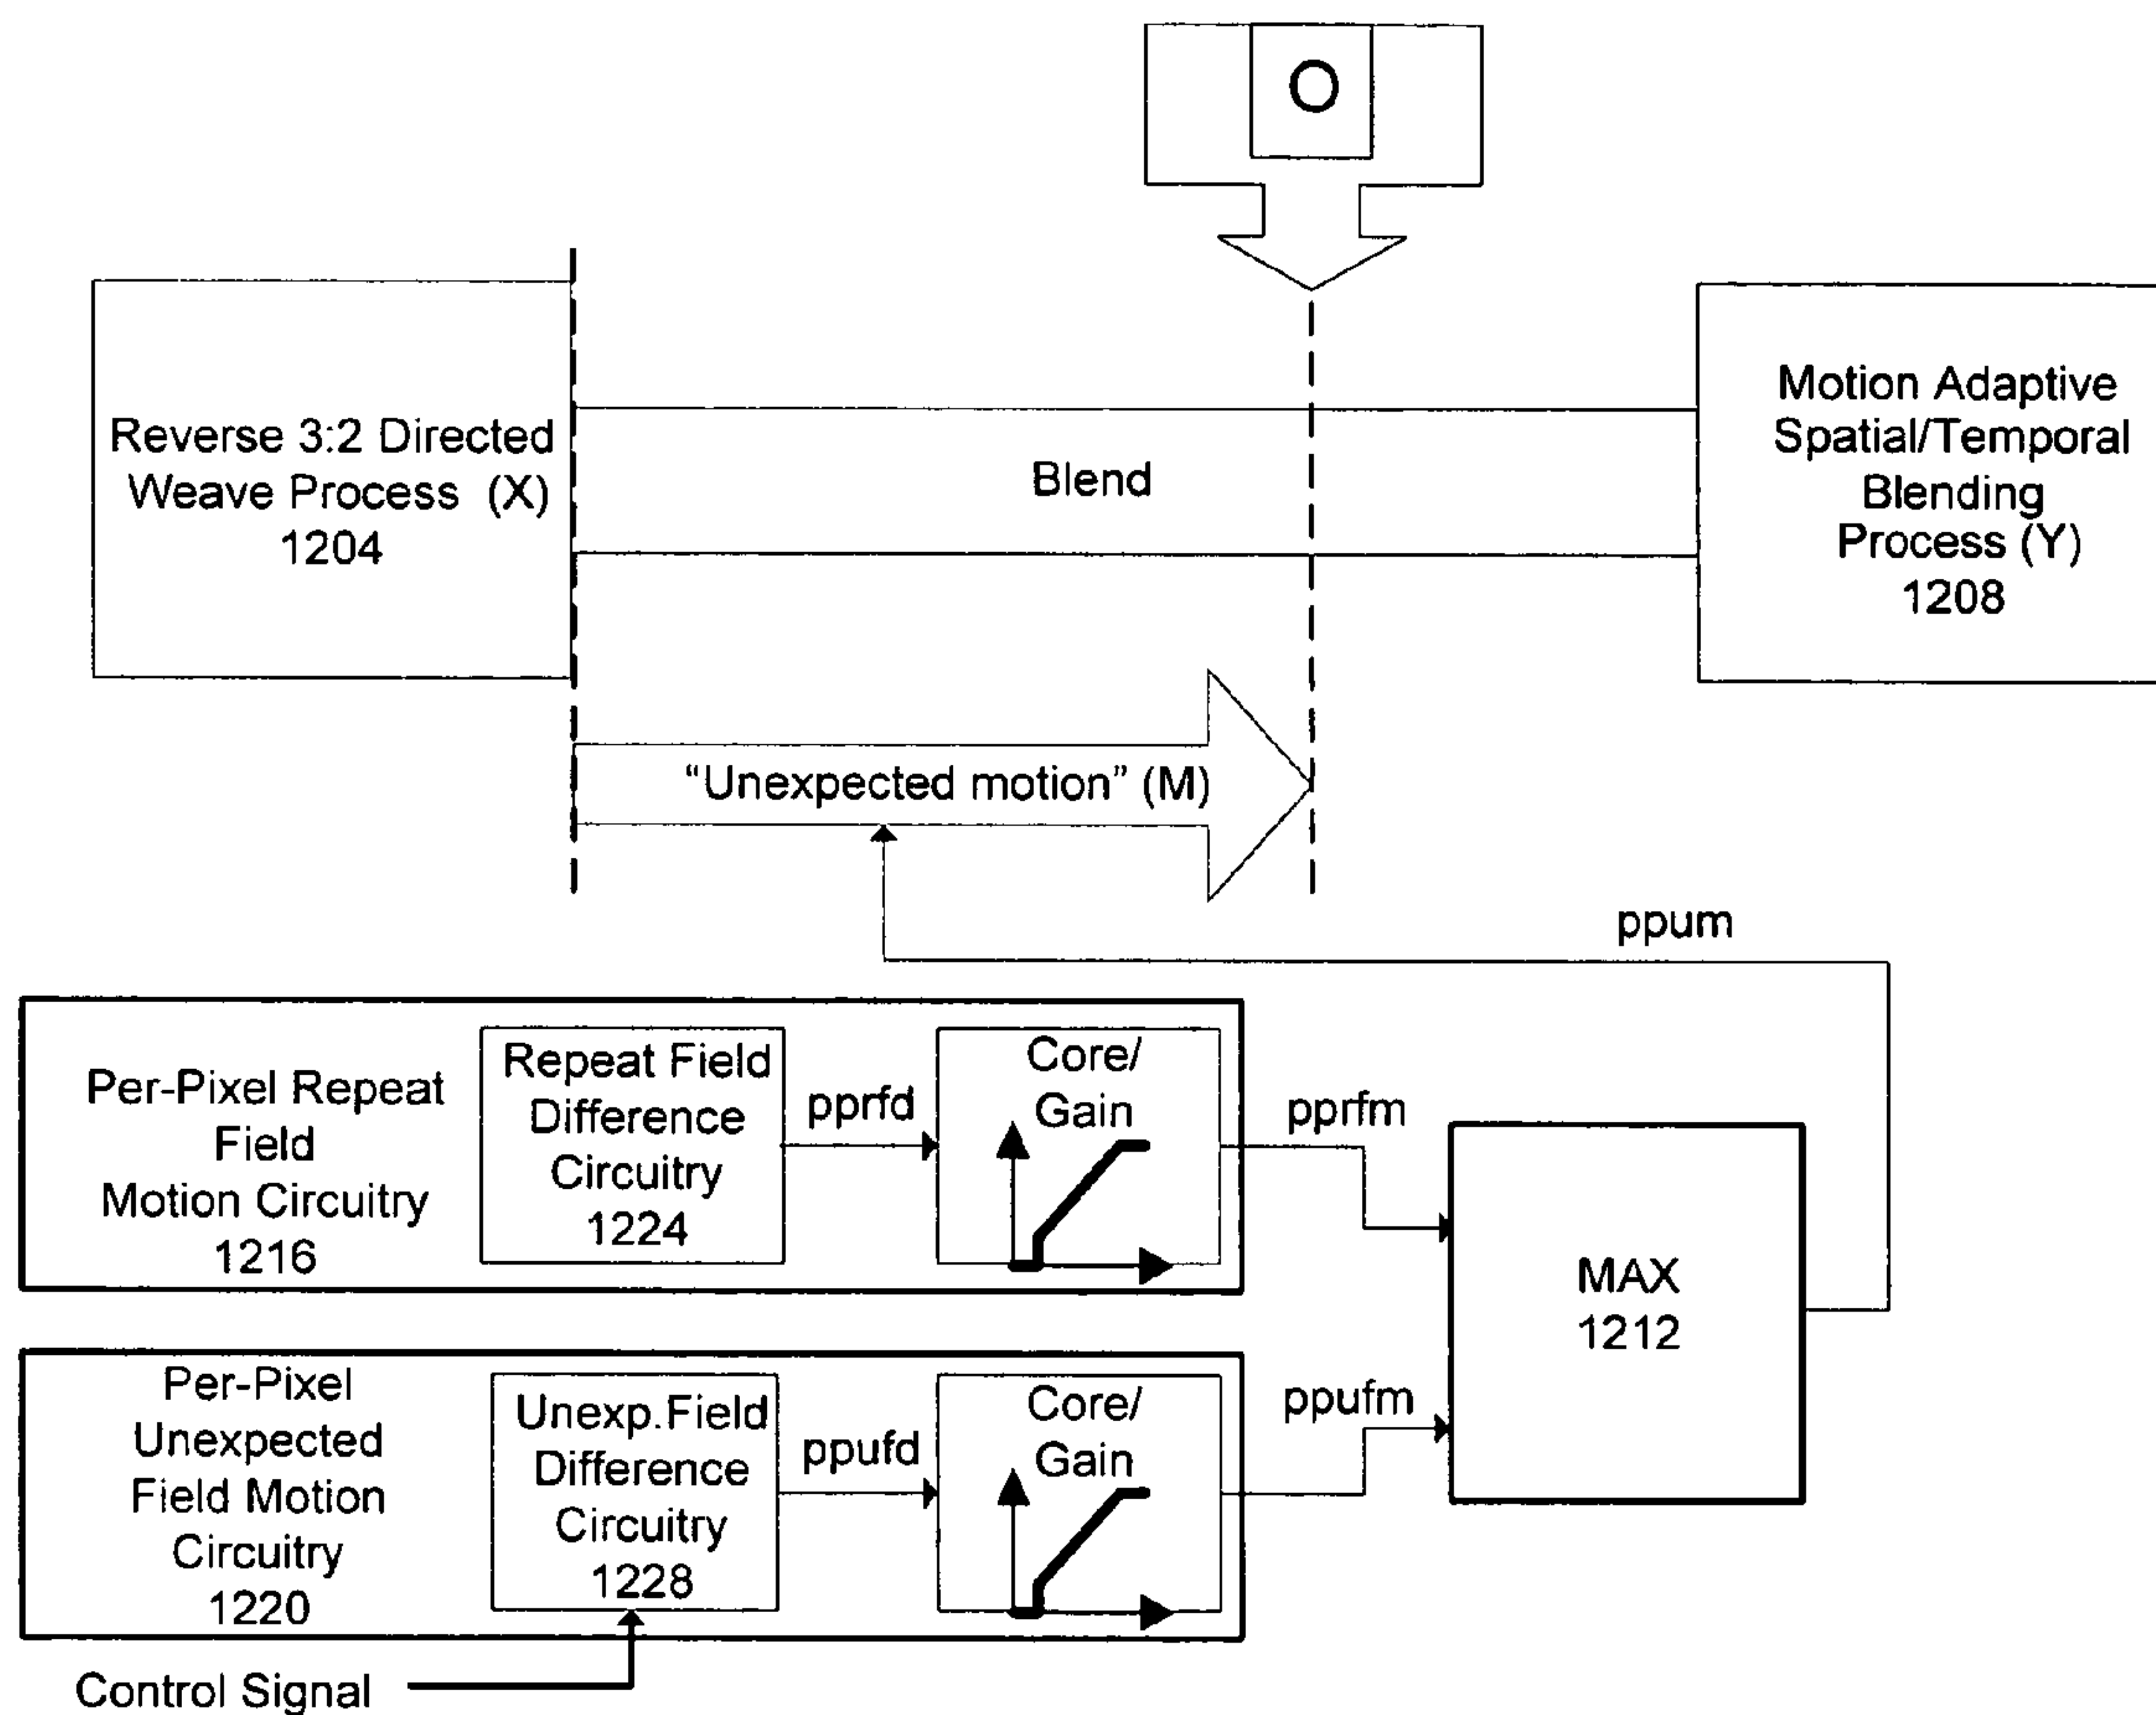 O
Reverse 3:2 Directed
Weave Process (X)
1204
Blend
Motion Adaptive
Spatial/Temporal
Blending
Process (Y)
1208
“Unexpected motion” (M)
ppum
Per-Pixel Repeat
Field
Motion Circuitry
1216
Repeat Field
Difference
Circuitry
1224
pprfd
Core/
Gain
pprfm
MAX
1212
Per-Pixel
Unexpected
Field Motion
Circuitry
1220
Unexp.Field
Difference
Circuitry
1228
ppufd
Core/
Gain
ppufm
Control Signal